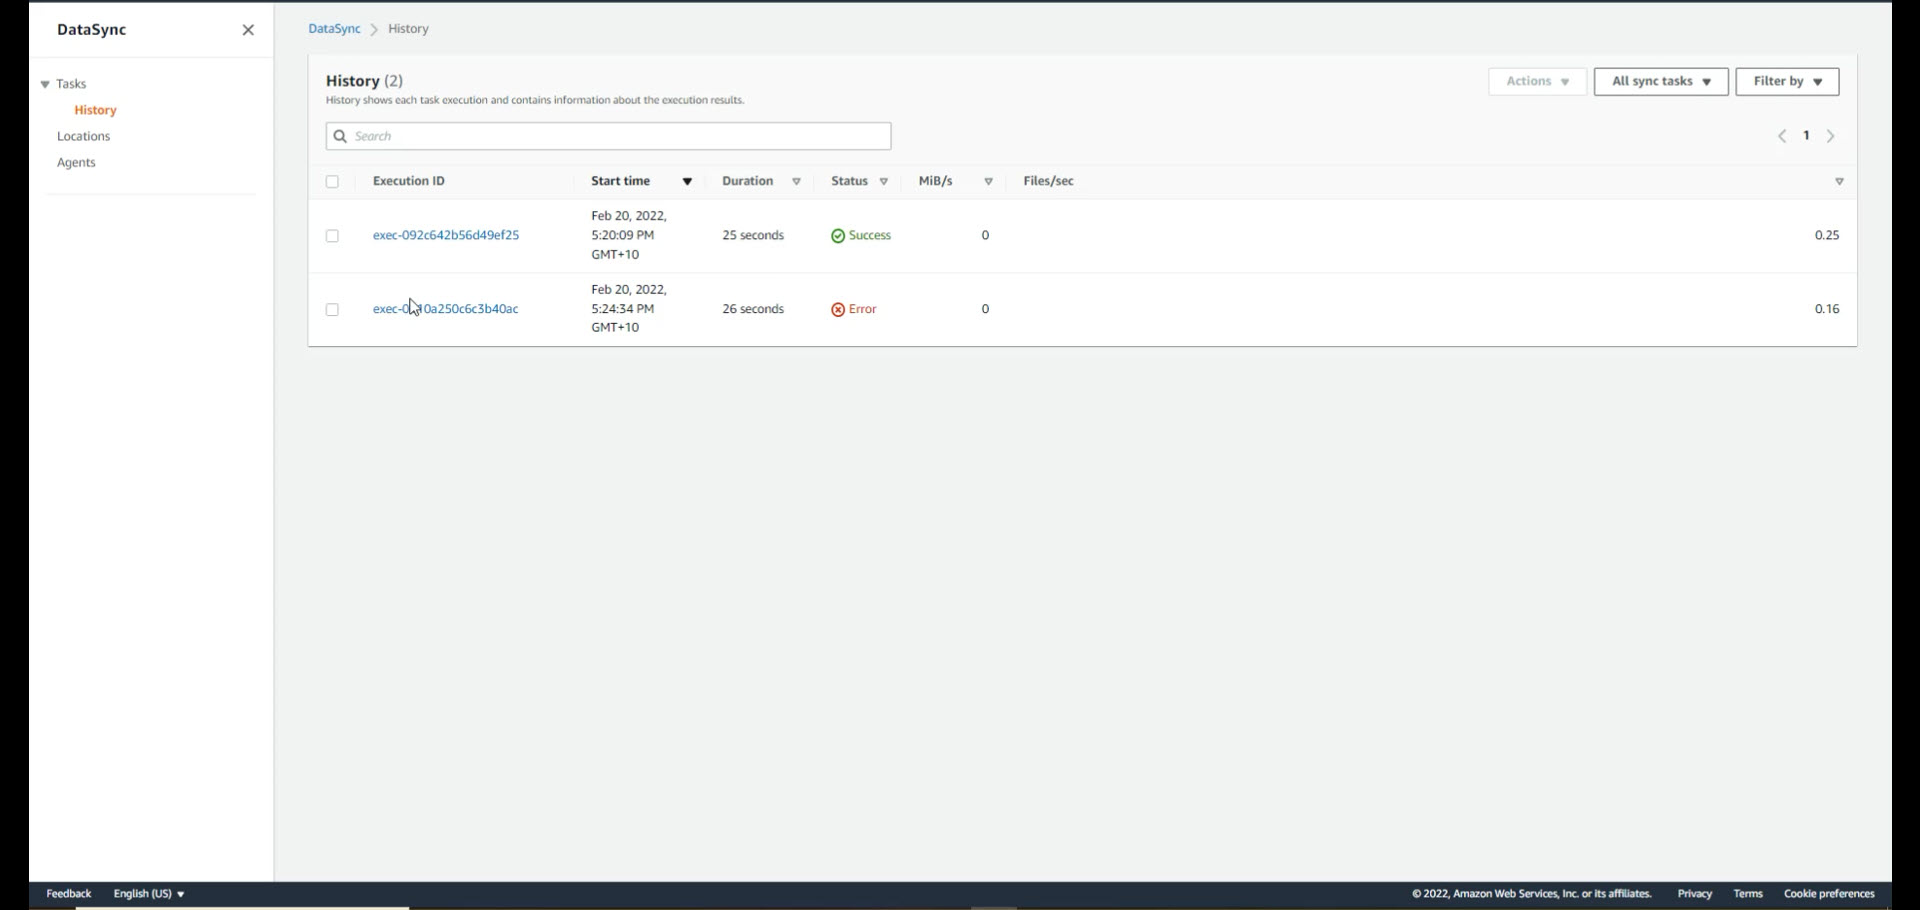 DataSync
DataSync History
Tasks
History
Locations
Agents
History (2)
History shows each task execution and contains information about the execution results.
Actions
All sync tasks
Filter by
Search
1
Execution ID Start time Duration Status MiB/s Files/sec
exec-092c642b56d49ef25 Feb 20, 2022, 5:20:09 PM GMT+10 25 seconds Success 0 0.25
Feb 20, 2022, 5:24:34 PM GMT+10 26 seconds Error 0 0.16
Feedback English (US) © 2022, Amazon Web Services, Inc. or its affiliates. Privacy Terms Cookie preferences